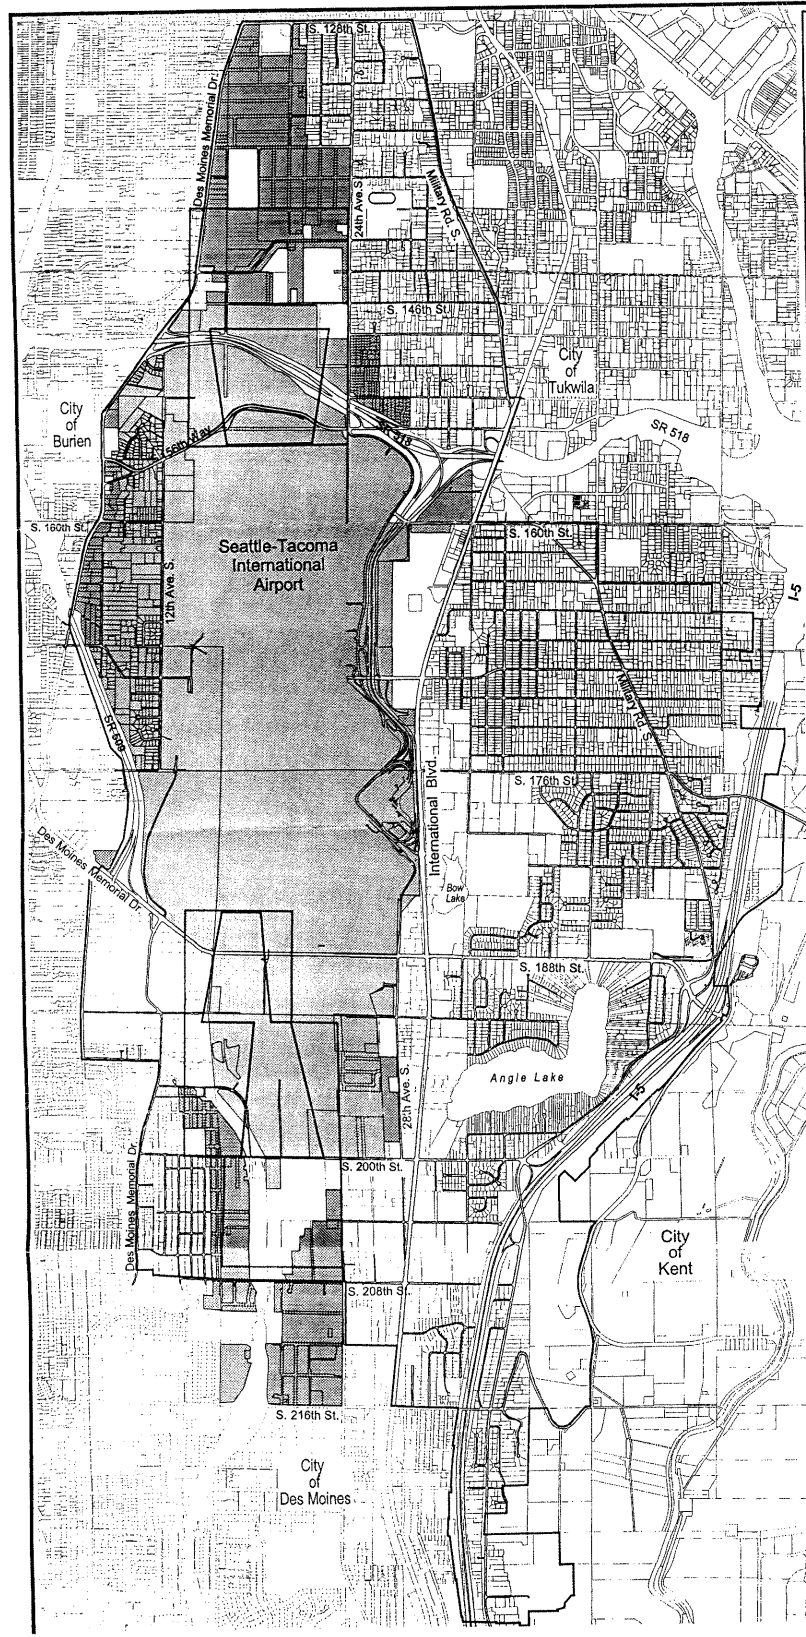 S. 128th St.
Des Moines Memorial Dr.
24th Ave.S.
Military Rd. S.
S. 146th St.
City
of
Tukwila
City
of
Burien
SR 518
SR 518
156th Way
S. 160th St.
S. 160th St.
Seattle-Tacoma
International
Airport
12th Ave. S.
I-5
Military Rd. S.
SR 509
S. 176th St.
International Blvd.
Des Moines Memorial Dr.
Bow
Lake
S. 188th St.
Angle Lake
28th Ave. S.
I-5
S. 200th St.
Des Moines Memorial Dr.
City
of
Kent
S. 208th St.
S. 216th St.
City
of
Des Moines